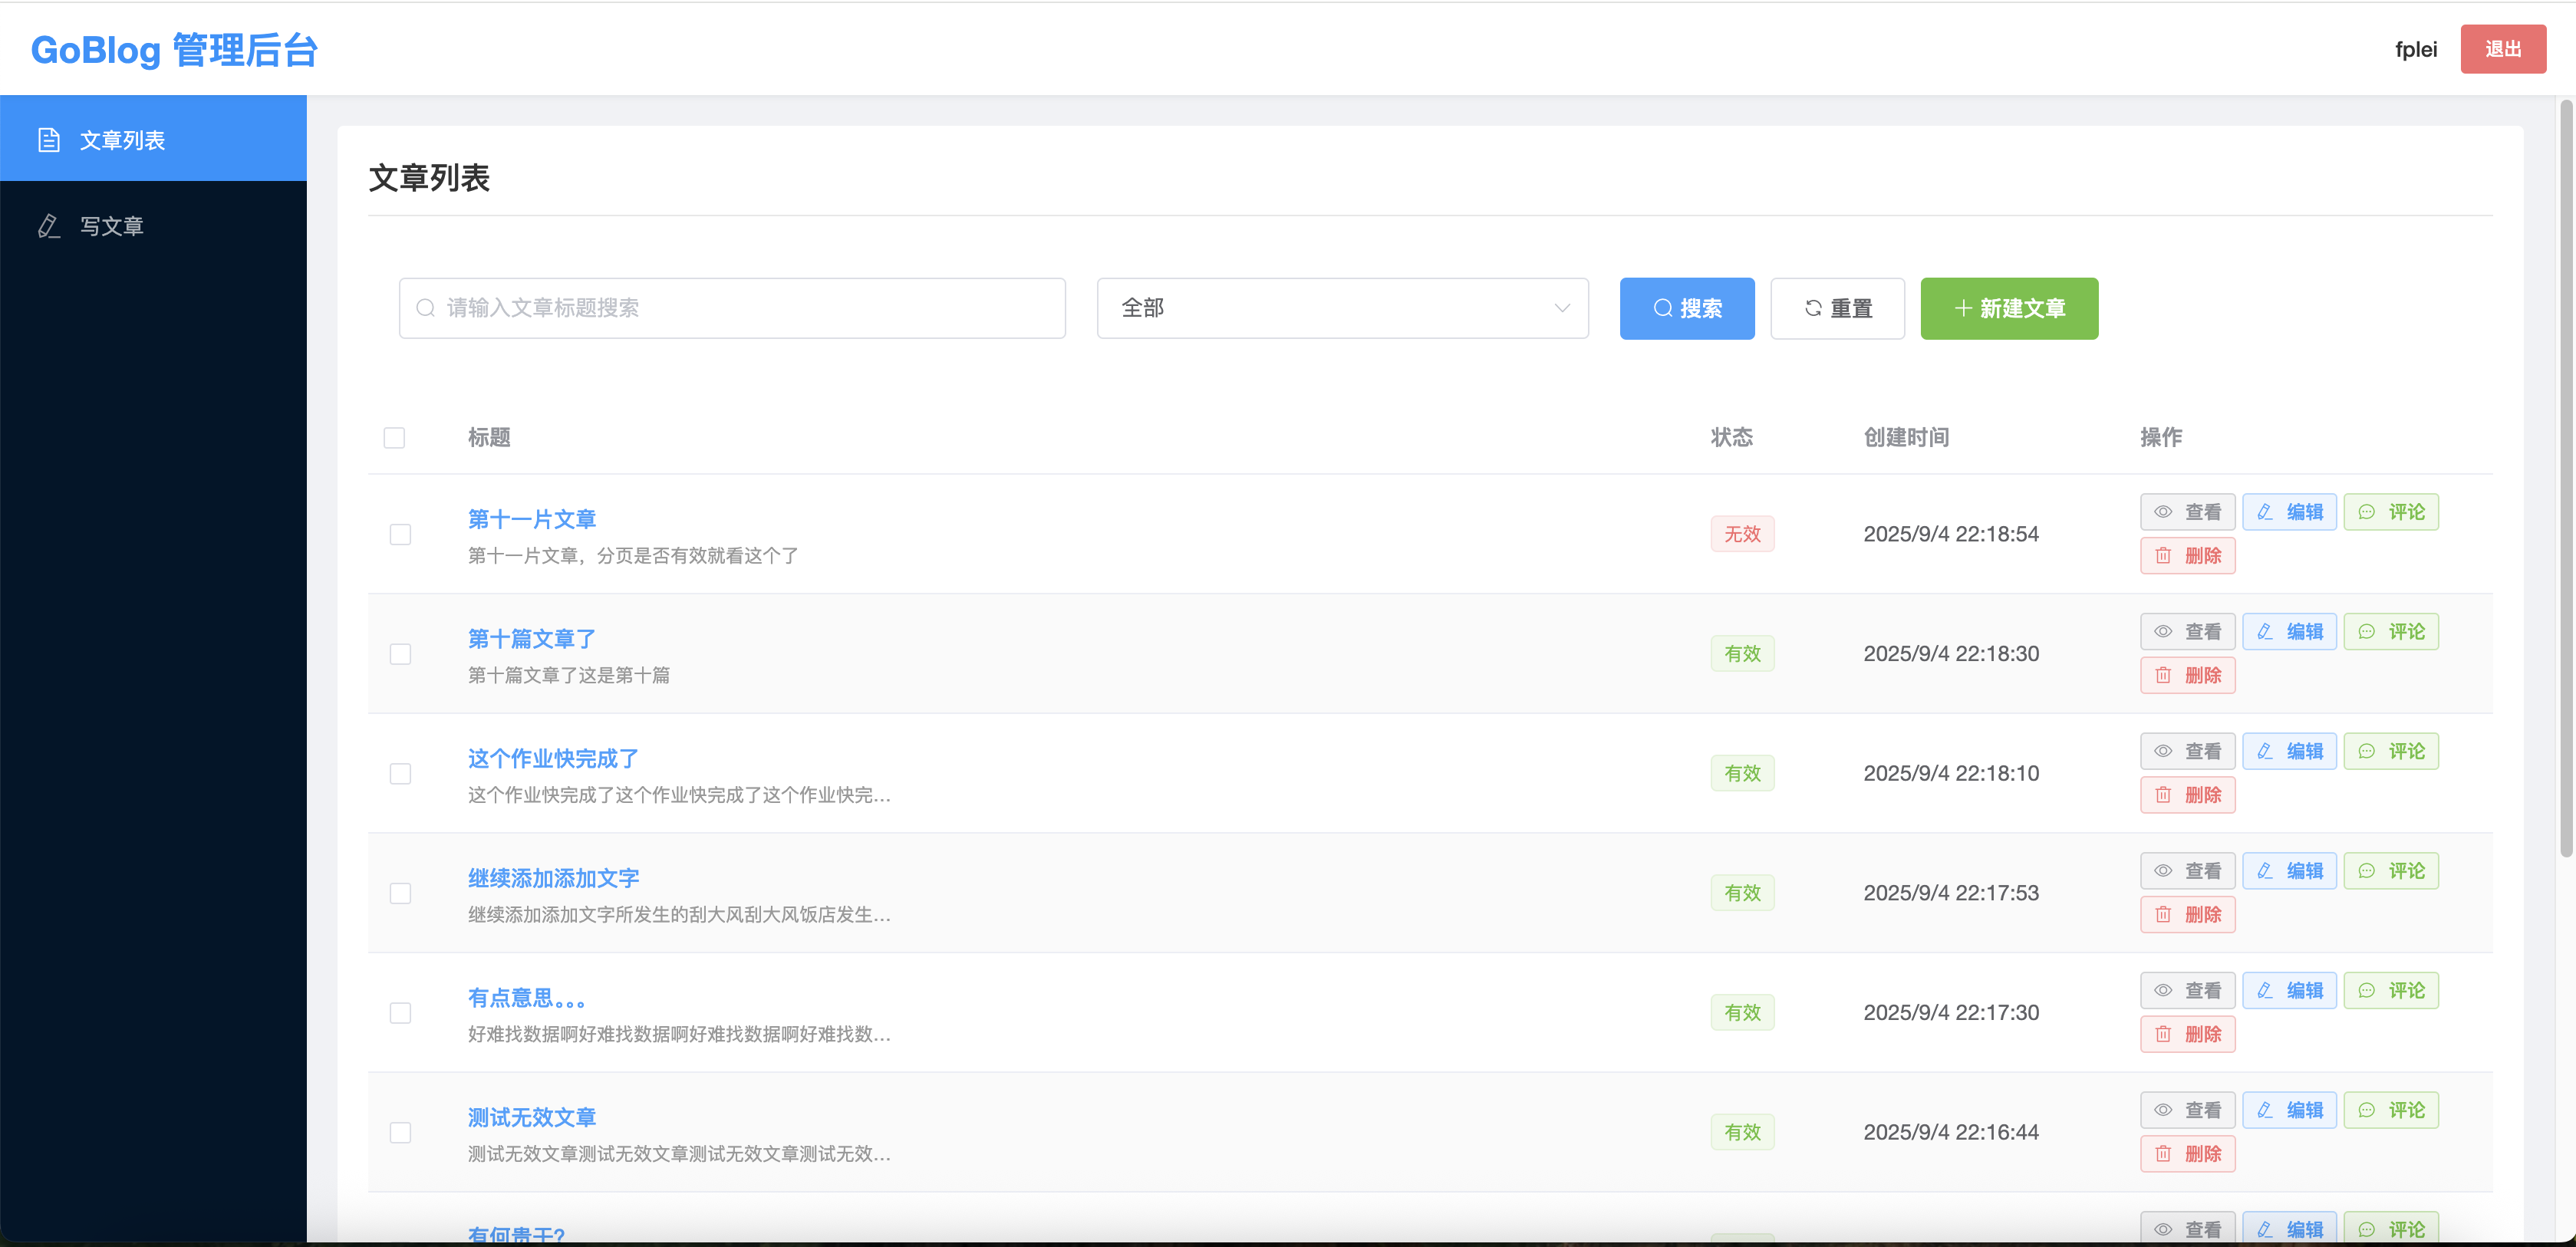 GoBlog 管理后台
fplei 退出
文章列表
写文章
文章列表
请输入文章标题搜索 全部 搜索 重置 新建文章
标题 状态 创建时间 操作
第十一片文章
第十一片文章，分页是否有效就看这个了
无效 2025/9/4 22:18:54 查看 编辑 评论
删除
第十篇文章了
第十篇文章了这是第十篇
有效 2025/9/4 22:18:30 查看 编辑 评论
删除
这个作业快完成了
这个作业快完成了这个作业快完成了这个作业快完...
有效 2025/9/4 22:18:10 查看 编辑 评论
删除
继续添加添加文字
继续添加添加文字所发生的刮大风刮大风饭店发生...
有效 2025/9/4 22:17:53 查看 编辑 评论
删除
有点意思。。。
好难找数据啊好难找数据啊好难找数据啊好难找数...
有效 2025/9/4 22:17:30 查看 编辑 评论
删除
测试无效文章
测试无效文章测试无效文章测试无效文章测试无效...
有效 2025/9/4 22:16:44 查看 编辑 评论
删除
有何贵干?
查看 编辑 评论